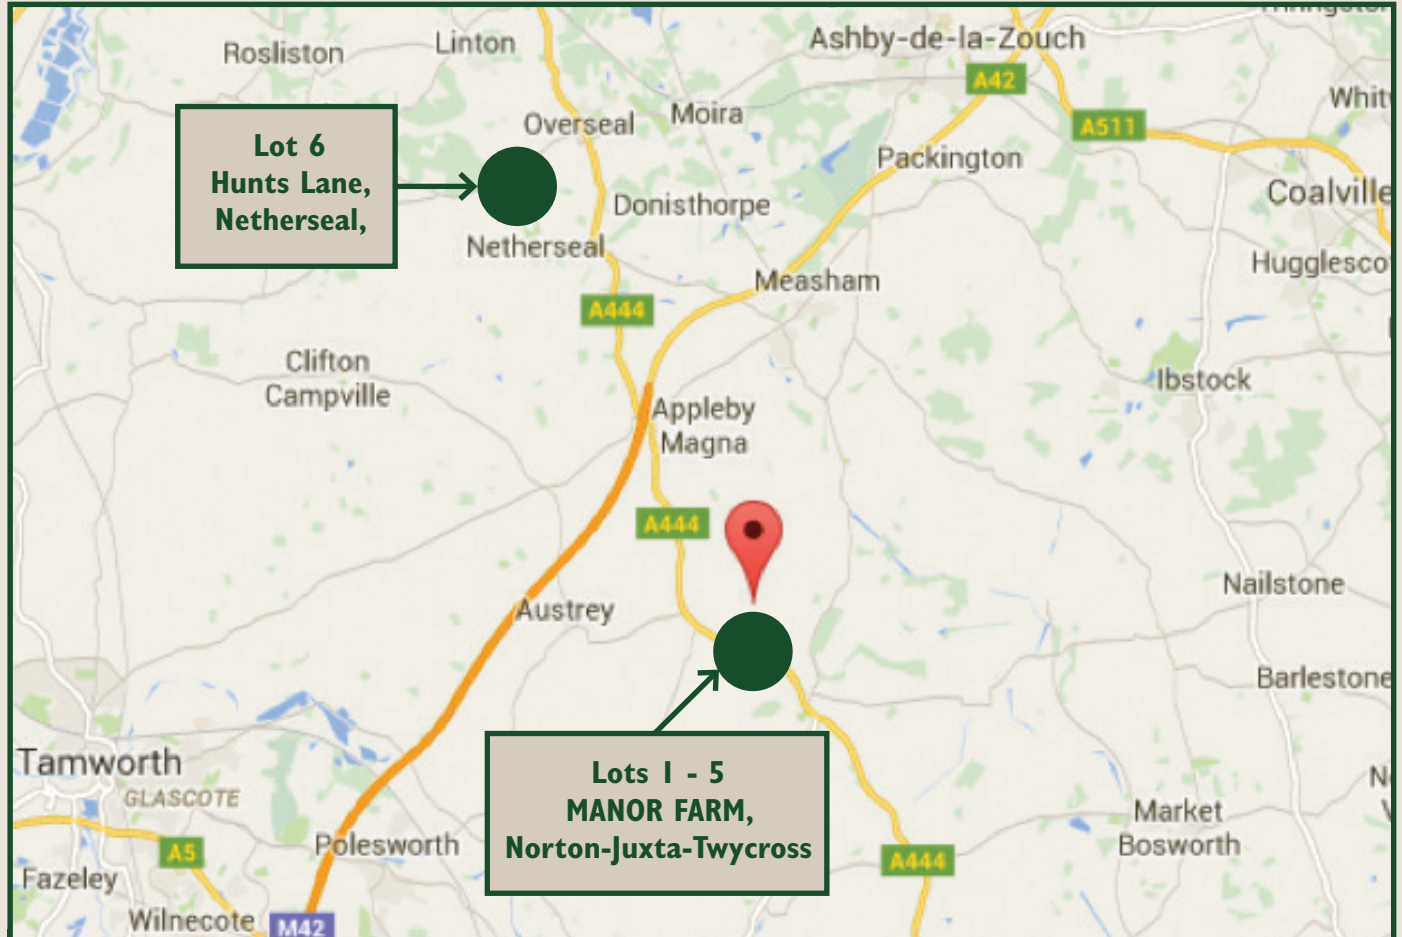 Rosliston
Linton
Ashby-de-la-Zouch
A42
Moira
Overseal
A511
Lot 6
Hunts Lane,
Netherseal,
Packington
Donisthorpe
Coalville
Netherseal
Measham
A444
Clifton
Campville
Ibstock
Appleby
Magna
A444
Nailstone
Austrey
Barlestone
Tamworth
GLASCOTE
Lots 1 - 5
MANOR FARM,
Norton-Juxta-Twycross
Market
Bosworth
Polesworth
A5
A444
Fazeley
Wilnecote
M42